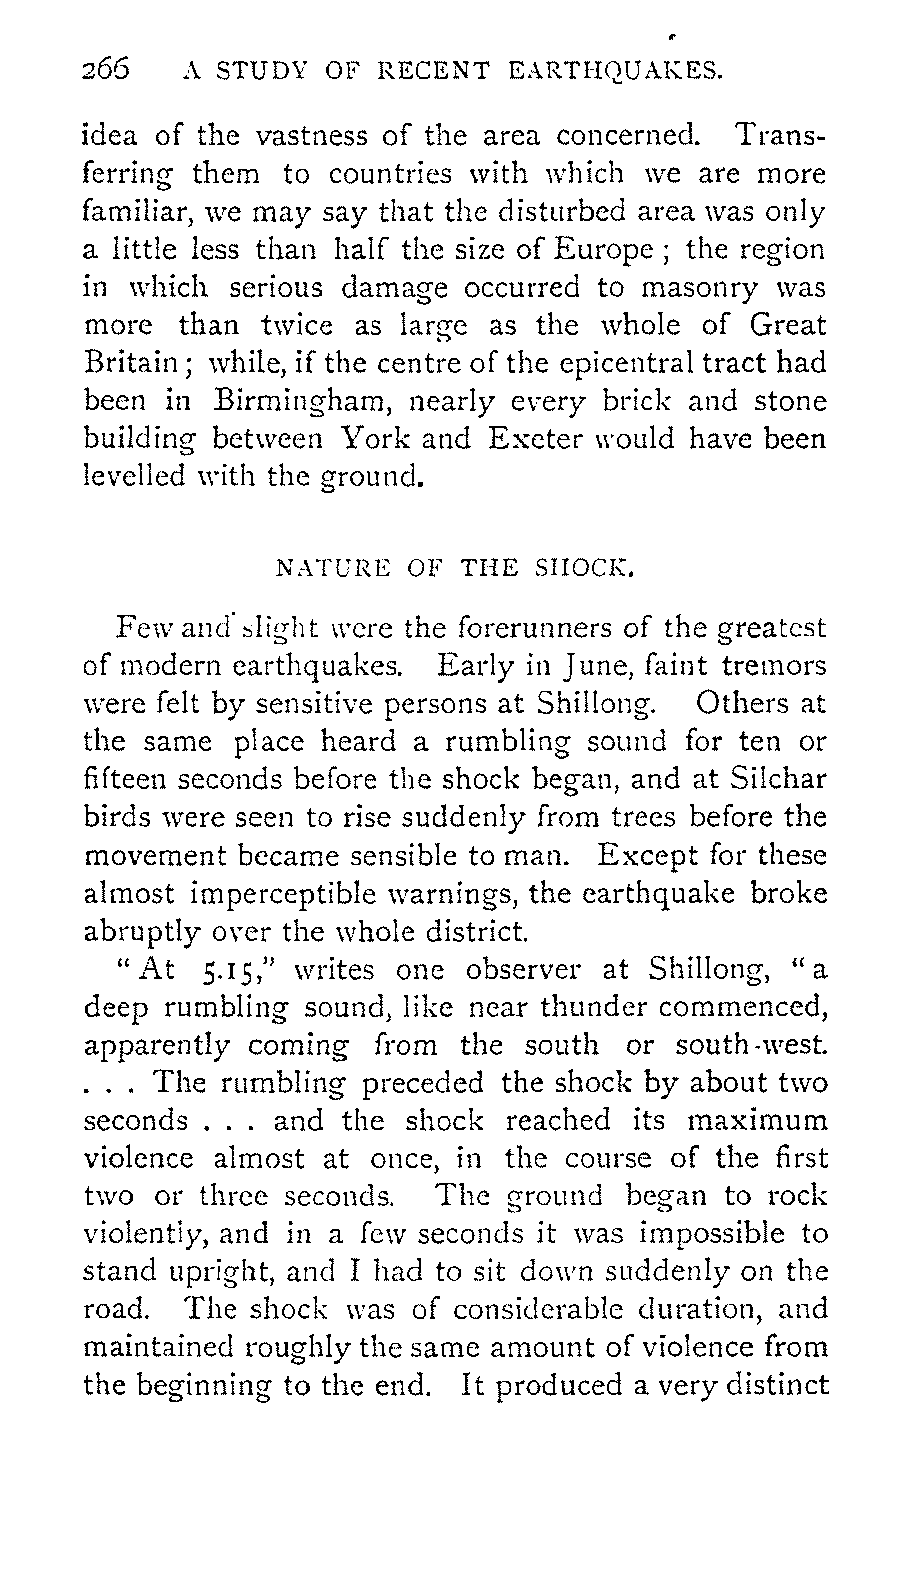 266 A STUDY OF RECENT EARTHQUAKES.
idea of the vastness of the area concerned. Trans-
ferring them to countries with which we are more
familiar, we may say that the disturbed area was only
a little less than half the size of Europe ; the region
in which serious damage occurred to masonry was
more than twice as large as the whole of Great
Britain ; while, if the centre of the epicentral tract had
been in Birmingham, nearly every brick and stone
building between York and Exeter would have been
levelled with the ground.
NATURE OF THE SHOCK.
Few and slight were the forerunners of the greatest
of modern earthquakes. Early in June, faint tremors
were felt by sensitive persons at Shillong. Others at
the same place heard a rumbling sound for ten or
fifteen seconds before the shock began, and at Silchar
birds were seen to rise suddenly from trees before the
movement became sensible to man. Except for these
almost imperceptible warnings, the earthquake broke
abruptly over the whole district.
“ At 5.15,” writes one observer at Shillong, “ a
deep rumbling sound, like near thunder commenced,
apparently coming from the south or south-west.
. . . The rumbling preceded the shock by about two
seconds . . . and the shock reached its maximum
violence almost at once, in the course of the first
two or three seconds. The ground began to rock
violently, and in a few seconds it was impossible to
stand upright, and I had to sit down suddenly on the
road. The shock was of considerable duration, and
maintained roughly the same amount of violence from
the beginning to the end. It produced a very distinct